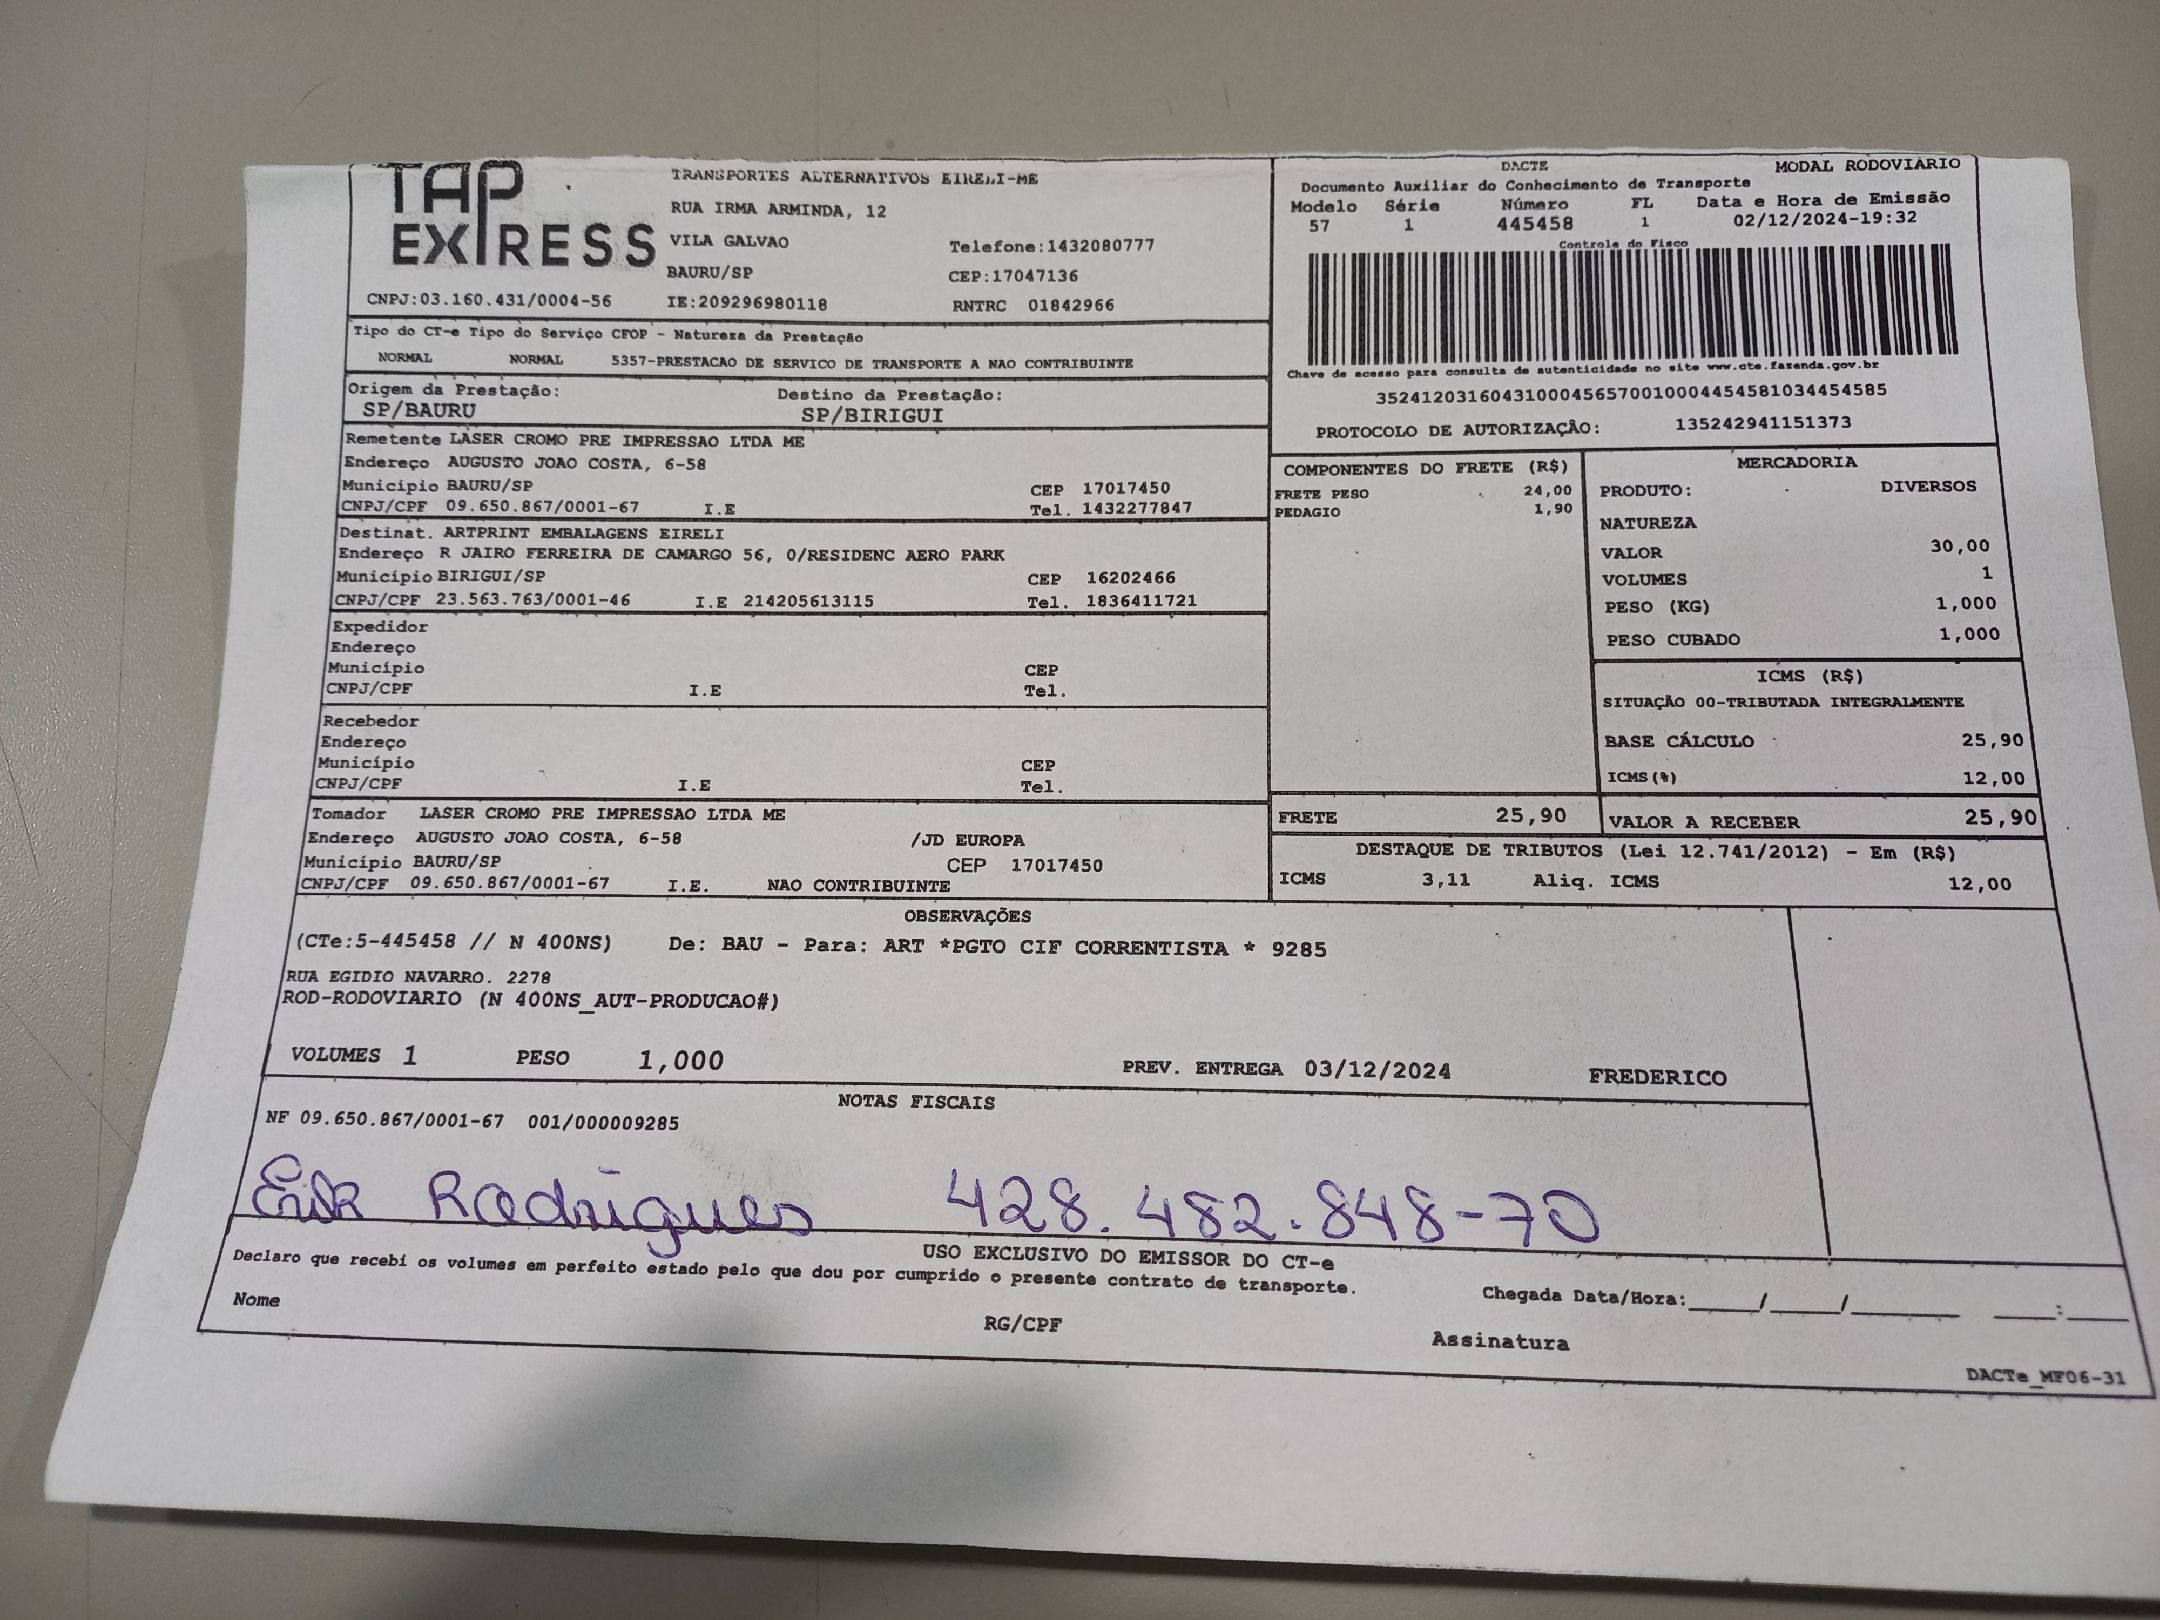 TAP EXPRESS
TRANSPORTES ALTERNATIVOS EIRELI-ME
RUA IRMA ARMINDA, 12
VILA GALVAO Telefone:1432080777
BAURU/SP CEP:17047136
CNPJ:03.160.431/0004-56 IE:209296980118 RNTRC 01842966
DACTE MODAL RODOVIÁRIO
Documento Auxiliar do Conhecimento de Transporte
Modelo Série Número FL Data e Hora de Emissão
57 1 445458 1 02/12/2024-19:32
Controle do Fisco
Chave de acesso para consulta de autenticidade no site www.cte.fazenda.gov.br
35241203160431000456570010004454581034454585
PROTOCOLO DE AUTORIZAÇÃO: 135242941151373
Tipo do CT-e Tipo do Serviço CFOP - Natureza da Prestação
NORMAL NORMAL 5357-PRESTACAO DE SERVICO DE TRANSPORTE A NAO CONTRIBUINTE
Origem da Prestação: Destino da Prestação:
SP/BAURU SP/BIRIGUI
Remetente LASER CROMO PRE IMPRESSAO LTDA ME
Endereço AUGUSTO JOAO COSTA, 6-58
Município BAURU/SP CEP 17017450
CNPJ/CPF 09.650.867/0001-67 I.E Tel. 1432277847
Destinat. ARTPRINT EMBALAGENS EIRELI
Endereço R JAIRO FERREIRA DE CAMARGO 56, 0/RESIDENC AERO PARK
Município BIRIGUI/SP CEP 16202466
CNPJ/CPF 23.563.763/0001-46 I.E 214205613115 Tel. 1836411721
Expedidor
Endereço
Município CEP
CNPJ/CPF I.E Tel.
Recebedor
Endereço
Município CEP
CNPJ/CPF I.E Tel.
Tomador LASER CROMO PRE IMPRESSAO LTDA ME
Endereço AUGUSTO JOAO COSTA, 6-58 /JD EUROPA
Município BAURU/SP CEP 17017450
CNPJ/CPF 09.650.867/0001-67 I.E. NAO CONTRIBUINTE
COMPONENTES DO FRETE (R$)
FRETE PESO 24,00
PEDAGIO 1,90
MERCADORIA
PRODUTO: DIVERSOS
NATUREZA
VALOR 30,00
VOLUMES 1
PESO (KG) 1,000
PESO CUBADO 1,000
ICMS (R$)
SITUAÇÃO 00-TRIBUTADA INTEGRALMENTE
BASE CÁLCULO 25,90
ICMS(%) 12,00
FRETE 25,90 VALOR A RECEBER 25,90
DESTAQUE DE TRIBUTOS (Lei 12.741/2012) - Em (R$)
ICMS 3,11 Aliq. ICMS 12,00
OBSERVAÇÕES
(CTe:5-445458 // N 400NS) De: BAU - Para: ART *PGTO CIF CORRENTISTA * 9285
RUA EGIDIO NAVARRO. 2278
ROD-RODOVIARIO (N 400NS_AUT-PRODUCAO#)
VOLUMES 1 PESO 1,000 PREV. ENTREGA 03/12/2024 FREDERICO
NOTAS FISCAIS
NF 09.650.867/0001-67 001/000009285
Erik Rodrigues 428.482.848-70
USO EXCLUSIVO DO EMISSOR DO CT-e
Declaro que recebi os volumes em perfeito estado pelo que dou por cumprido o presente contrato de transporte.
Chegada Data/Hora:_____/_____/________ ____:____
Nome RG/CPF Assinatura
DACTe_MF06-31